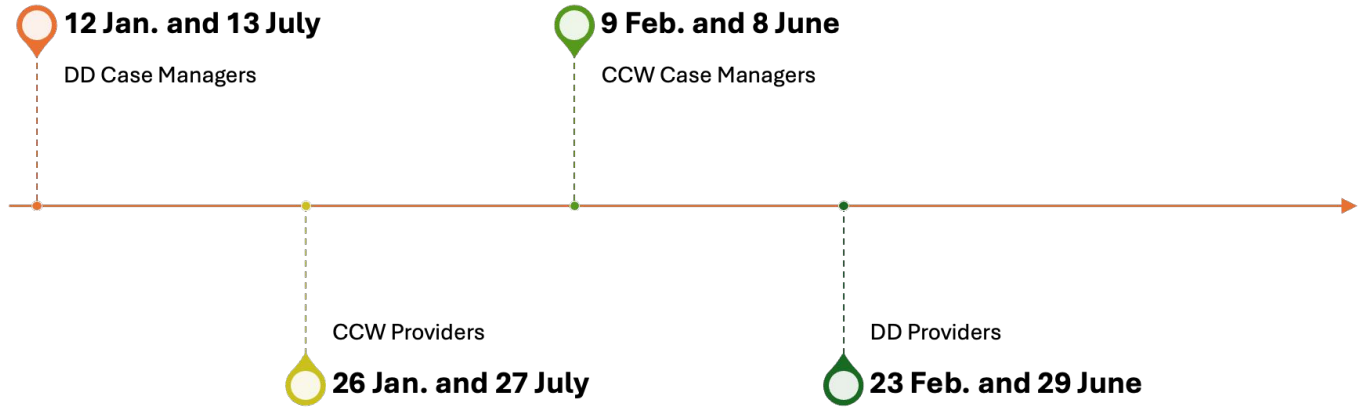 12 Jan. and 13 July
DD Case Managers
9 Feb. and 8 June
CCW Case Managers
CCW Providers
26 Jan. and 27 July
DD Providers
23 Feb. and 29 June